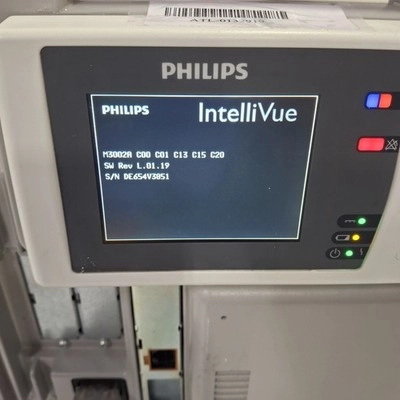 PHILIPS
PHILIPS IntelliVue
M3002A C00 C01 C13 C15 C20
SW Rev L.01.19
S/N DE654V3851